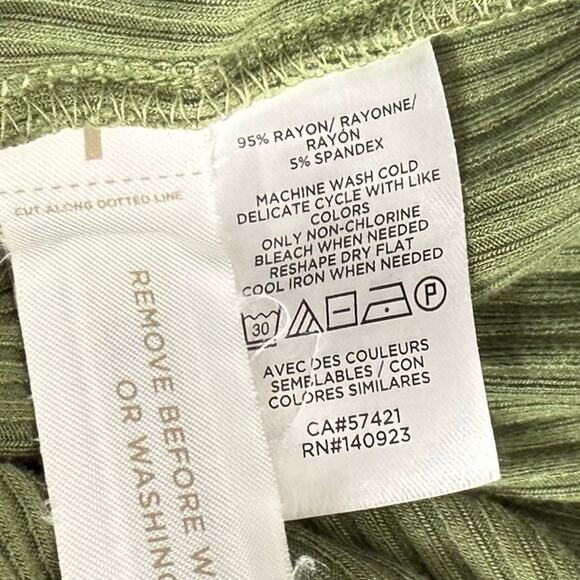 95% RAYON/ RAYONNE/
RAYÓN
5% SPANDEX
MACHINE WASH COLD
DELICATE CYCLE WITH LIKE
COLORS
ONLY NON-CHLORINE
BLEACH WHEN NEEDED
RESHAPE DRY FLAT
COOL IRON WHEN NEEDED
30
P
AVEC DES COULEURS
SEMBLABLES / CON
COLORES SIMILARES
CA#57421
RN#140923
CUT ALONG DOTTED LINE
REMOVE BEFORE W
OR WASHING